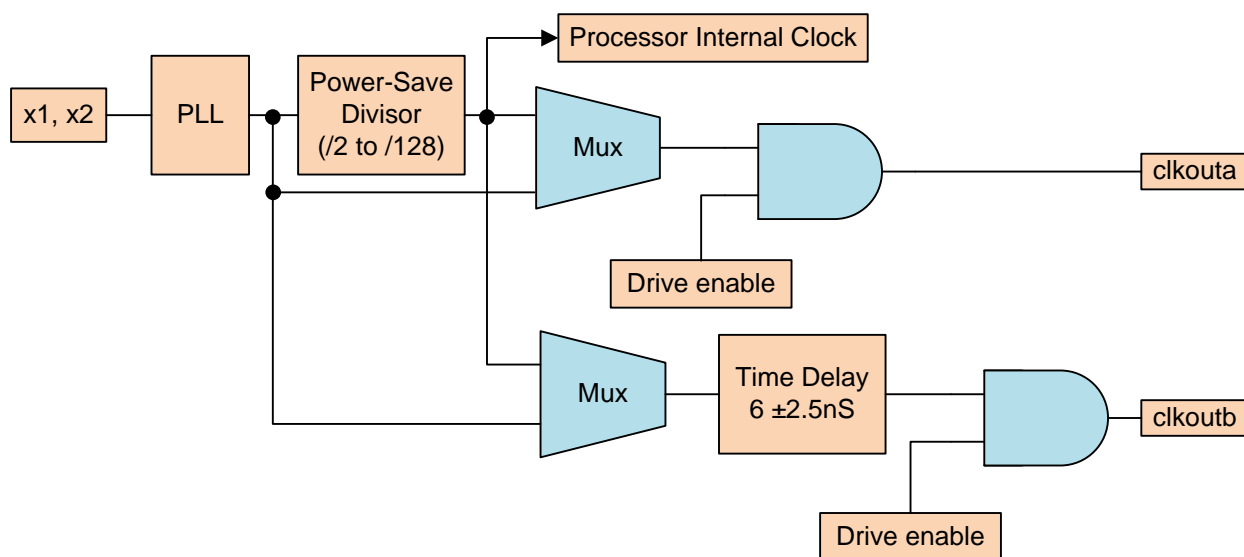 Processor Internal Clock
x1, x2
PLL
Power-Save
Divisor
(/2 to /128)
Mux
clkouta
Drive enable
Mux
Time Delay
6 ±2.5nS
clkoutb
Drive enable